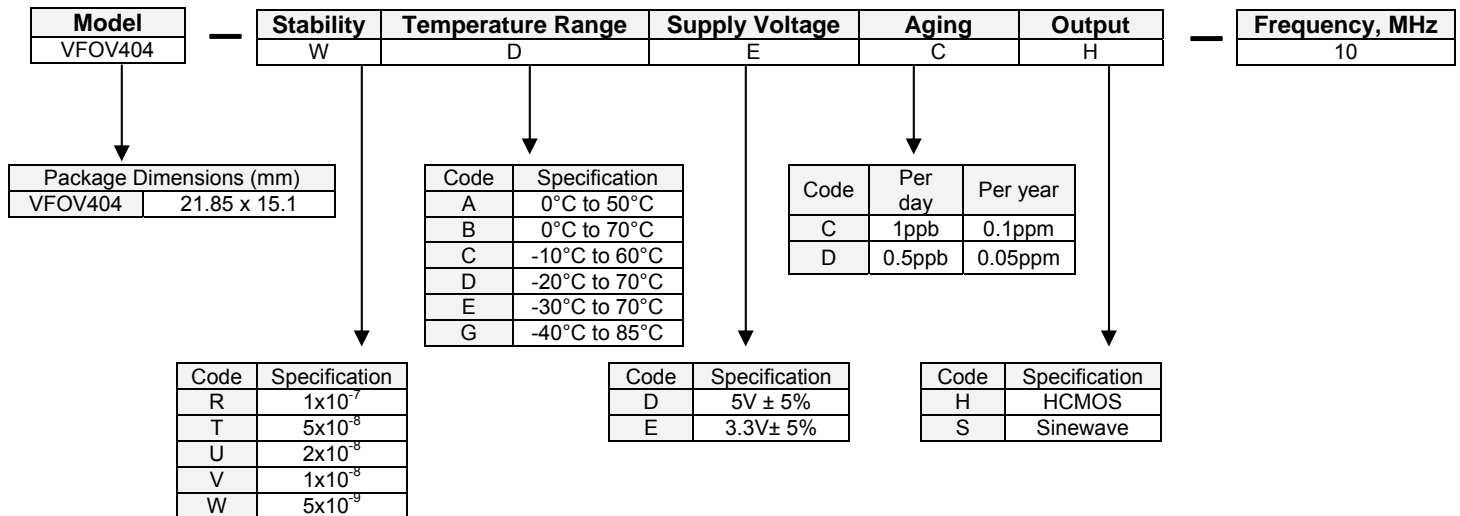 Model — Stability Temperature Range Supply Voltage Aging Output — Frequency, MHz
VFOV404 W D E C H 10
Package Dimensions (mm)
VFOV404 21.85 x 15.1
Code Specification
A 0°C to 50°C
B 0°C to 70°C
C -10°C to 60°C
D -20°C to 70°C
E -30°C to 70°C
G -40°C to 85°C
Code Per day Per year
C 1ppb 0.1ppm
D 0.5ppb 0.05ppm
Code Specification
R 1x10⁻⁷
T 5x10⁻⁸
U 2x10⁻⁸
V 1x10⁻⁸
W 5x10⁻⁹
Code Specification
D 5V ± 5%
E 3.3V± 5%
Code Specification
H HCMOS
S Sinewave